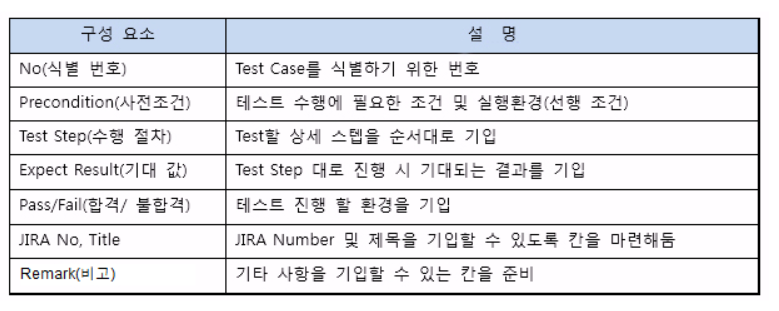 구성 요소 설 명
No(식별 번호) Test Case를 식별하기 위한 번호
Precondition(사전조건) 테스트 수행에 필요한 조건 및 실행환경(선행 조건)
Test Step(수행 절차) Test할 상세 스텝을 순서대로 기입
Expect Result(기대 값) Test Step 대로 진행 시 기대되는 결과를 기입
Pass/Fail(합격/ 불합격) 테스트 진행 할 환경을 기입
JIRA No, Title JIRA Number 및 제목을 기입할 수 있도록 칸을 마련해둠
Remark(비고) 기타 사항을 기입할 수 있는 칸을 준비